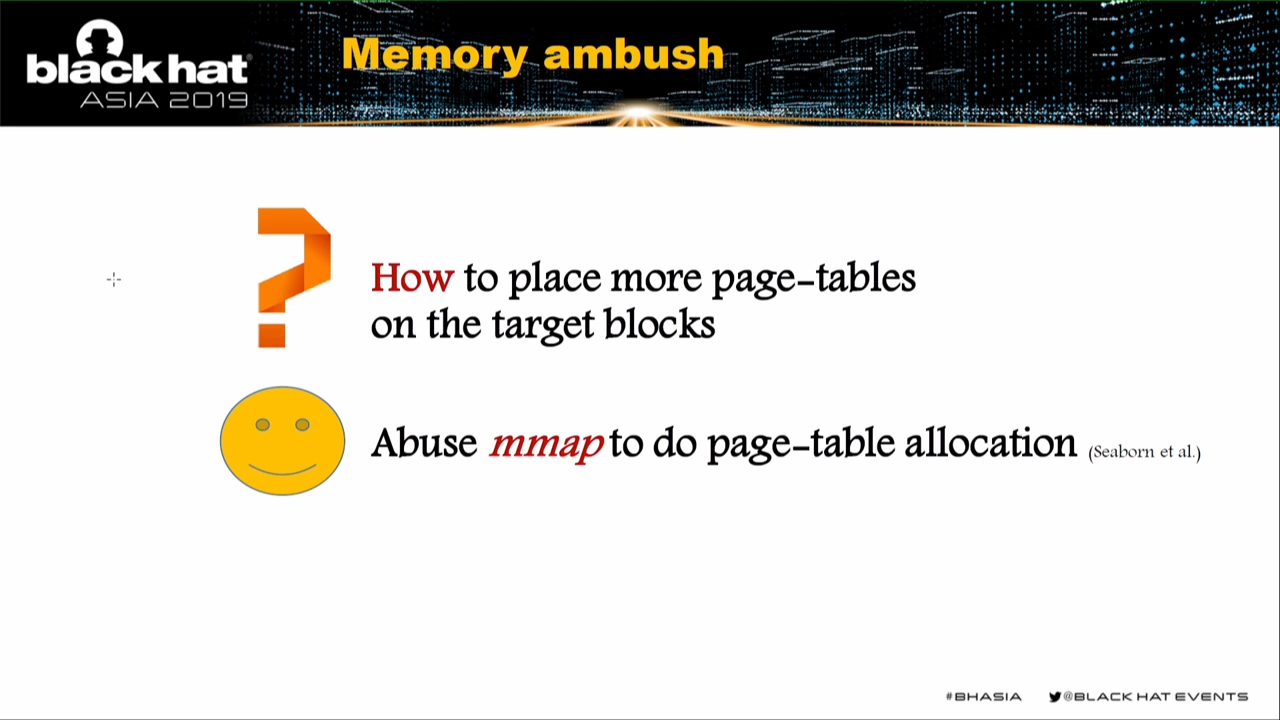 black hat
ASIA 2019
Memory ambush
How to place more page-tables
on the target blocks
Abuse mmap to do page-table allocation (Seaborn et al.)
#BHASIA @BLACK HAT EVENTS